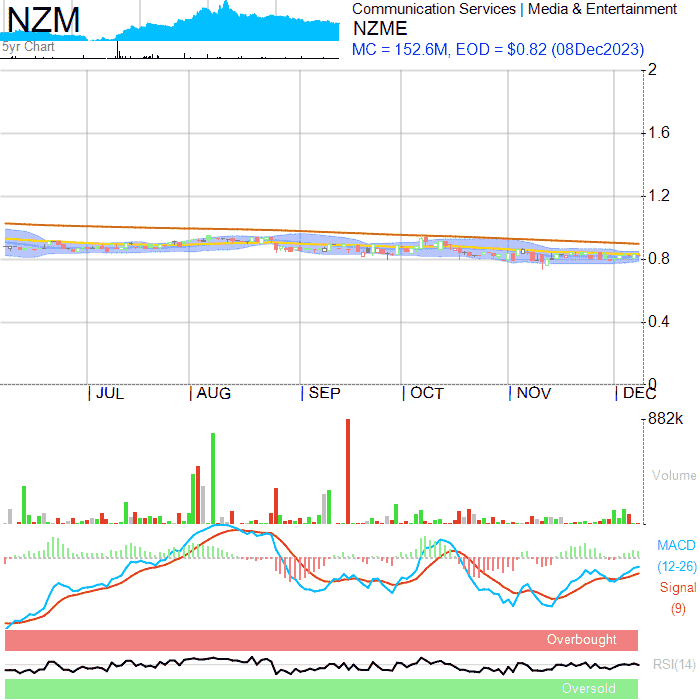 NZM
Communication Services | Media & Entertainment
NZME
MC = 152.6M, EOD = $0.82 (08Dec2023)
5yr Chart
2
1.6
1.2
0.8
0.4
0
JUL
AUG
SEP
OCT
NOV
DEC
882k
Volume
MACD
(12-26)
Signal
(9)
Overbought
RSI(14)
Oversold